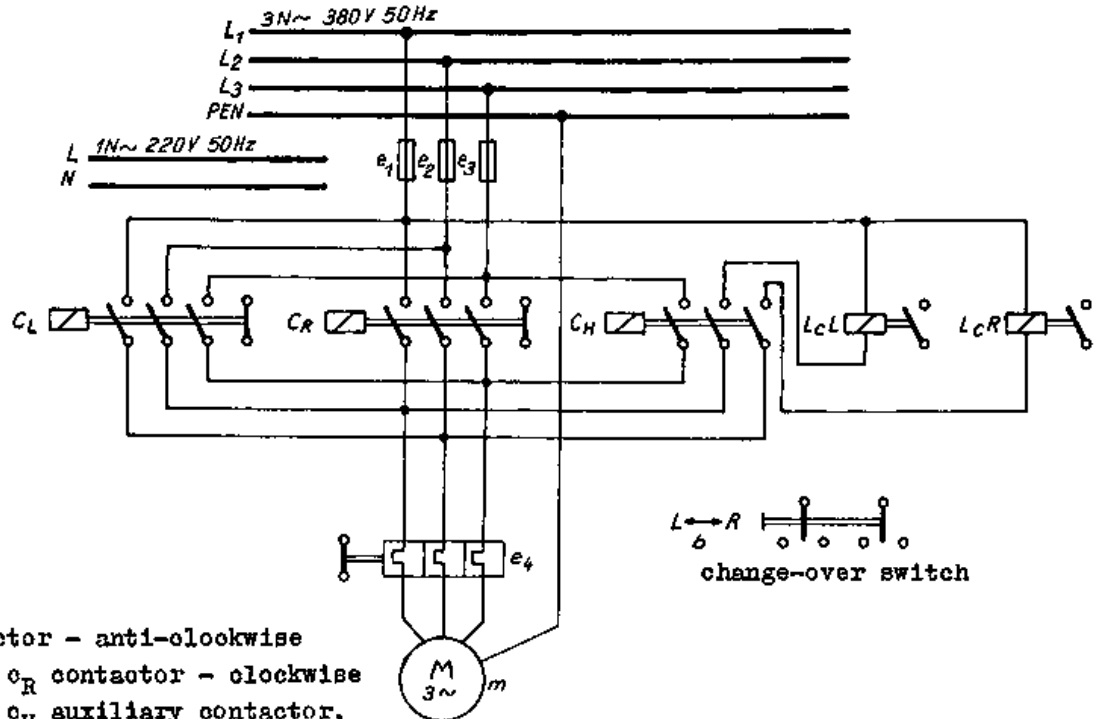 3N~ 380V 50Hz
L1
L2
L3
PEN
1N~ 220V 50Hz
L
N
e1 e2 e3
CL CR CH LCL LCR
L↔R
b
change-over switch
e4
M
3~
m
ctor - anti-clockwise
cR contactor - clockwise
auxiliary contactor.